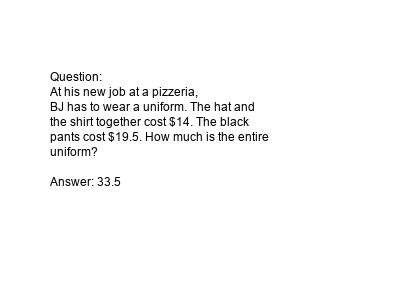 Question:
At his new job at a pizzeria,
BJ has to wear a uniform. The hat and
the shirt together cost $14. The black
pants cost $19.5. How much is the entire
uniform?
Answer: 33.5